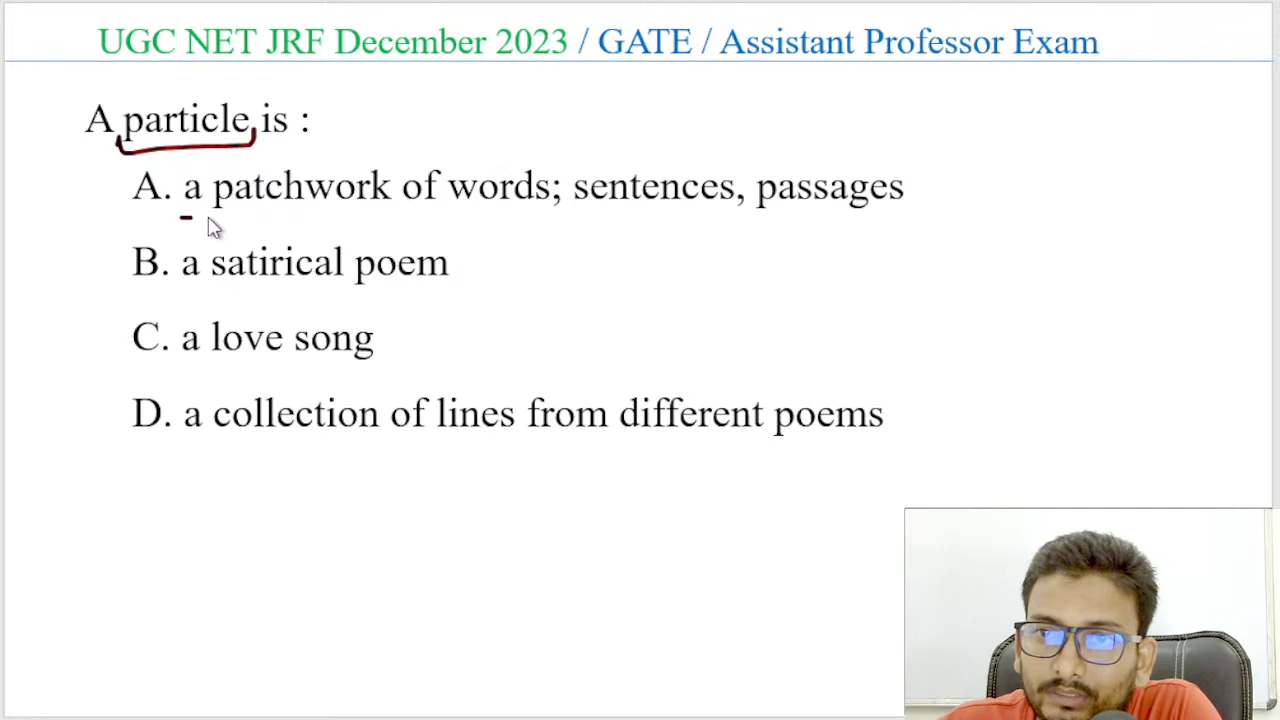 UGC NET JRF December 2023 / GATE / Assistant Professor Exam
A particle is :
A. a patchwork of words; sentences, passages
B. a satirical poem
C. a love song
D. a collection of lines from different poems